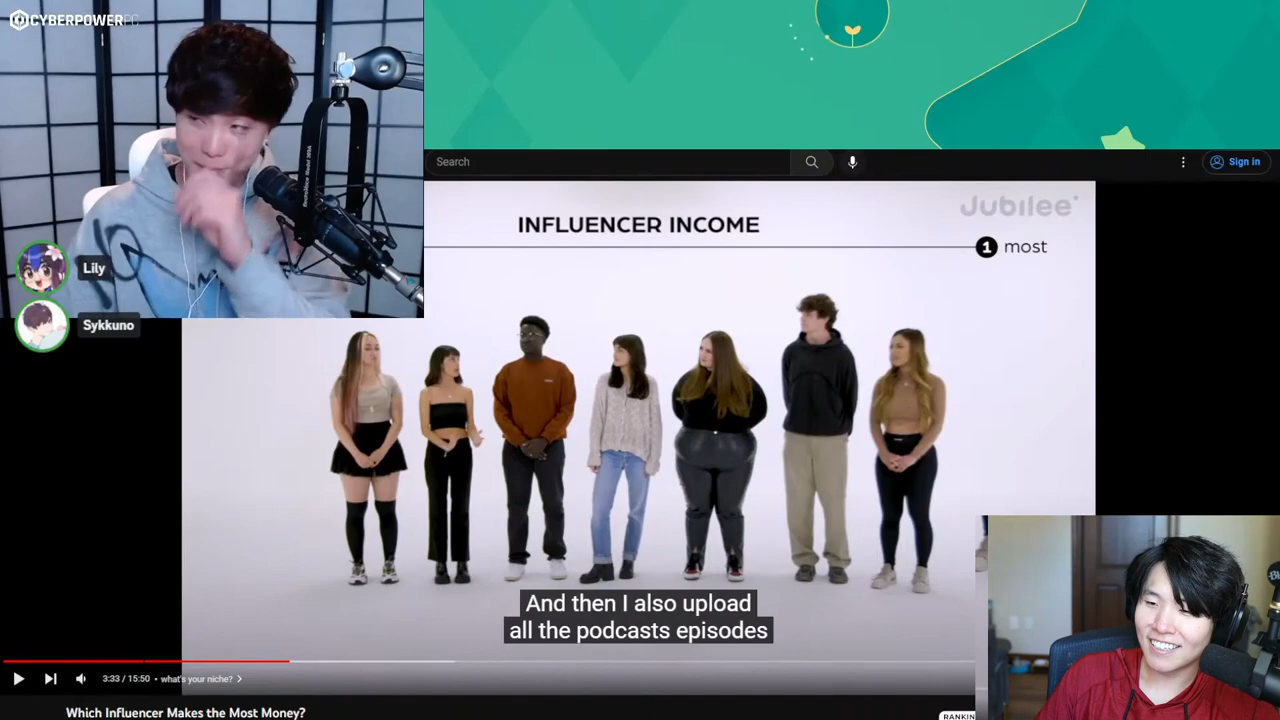 CYBERPOWERPC
Search
Sign in
Jubilee
INFLUENCER INCOME
1 most
Lily
Sykkuno
And then I also upload
all the podcasts episodes
3:33 / 15:50 • what's your niche?
Which Influencer Makes the Most Money?
RANKIN